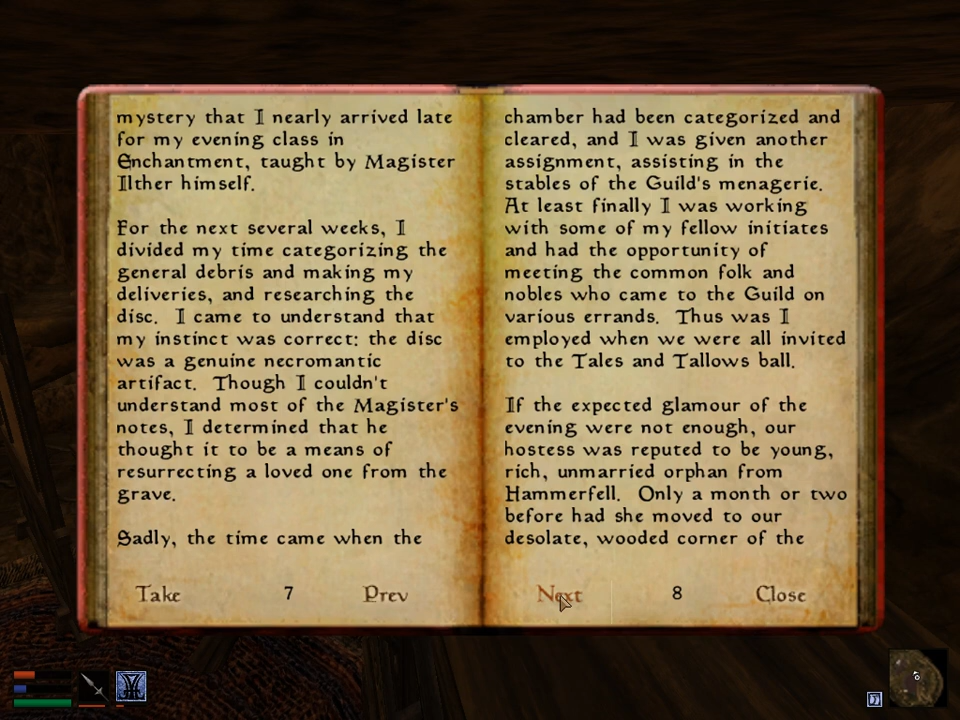 mystery that I nearly arrived late
for my evening class in
Enchantment, taught by Magister
Ilther himself.
For the next several weeks, I
divided my time categorizing the
general debris and making my
deliveries, and researching the
disc. I came to understand that
my instinct was correct: the disc
was a genuine necromantic
artifact. Though I couldn't
understand most of the Magister's
notes, I determined that he
thought it to be a means of
resurrecting a loved one from the
grave.
Sadly, the time came when the
chamber had been categorized and
cleared, and I was given another
assignment, assisting in the
stables of the Guild's menagerie.
At least finally I was working
with some of my fellow initiates
and had the opportunity of
meeting the common folk and
nobles who came to the Guild on
various errands. Thus was I
employed when we were all invited
to the Tales and Tallows ball.
If the expected glamour of the
evening were not enough, our
hostess was reputed to be young,
rich, unmarried orphan from
Hammerfell. Only a month or two
before had she moved to our
desolate, wooded corner of the
Take 7 Prev Next 8 Close